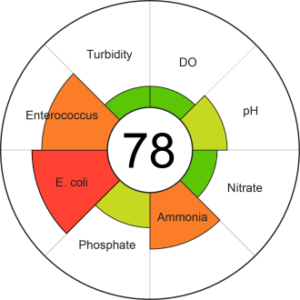 Turbidity
DO
Enterococcus
pH
78
E. coli
Nitrate
Ammonia
Phosphate